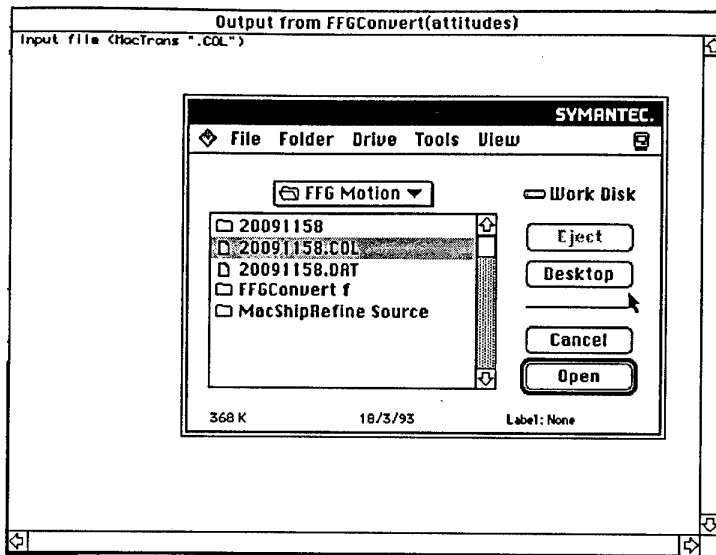 Output from FFGConvert(attitudes)
Input file (MacTrans ".COL")
SYMANTEC.
File Folder Drive Tools View
FFG Motion
Work Disk
20091158
20091158.COL
20091158.DAT
FFGConvert f
MacShipRefine Source
Eject
Desktop
Cancel
Open
368 K 18/3/93 Label: None